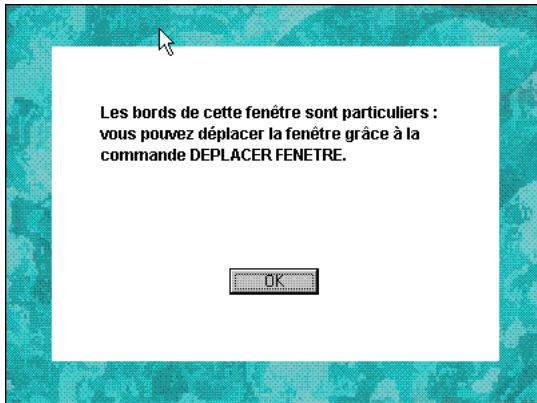 Les bords de cette fenêtre sont particuliers :
vous pouvez déplacer la fenêtre grâce à la
commande DEPLACER FENETRE.
OK